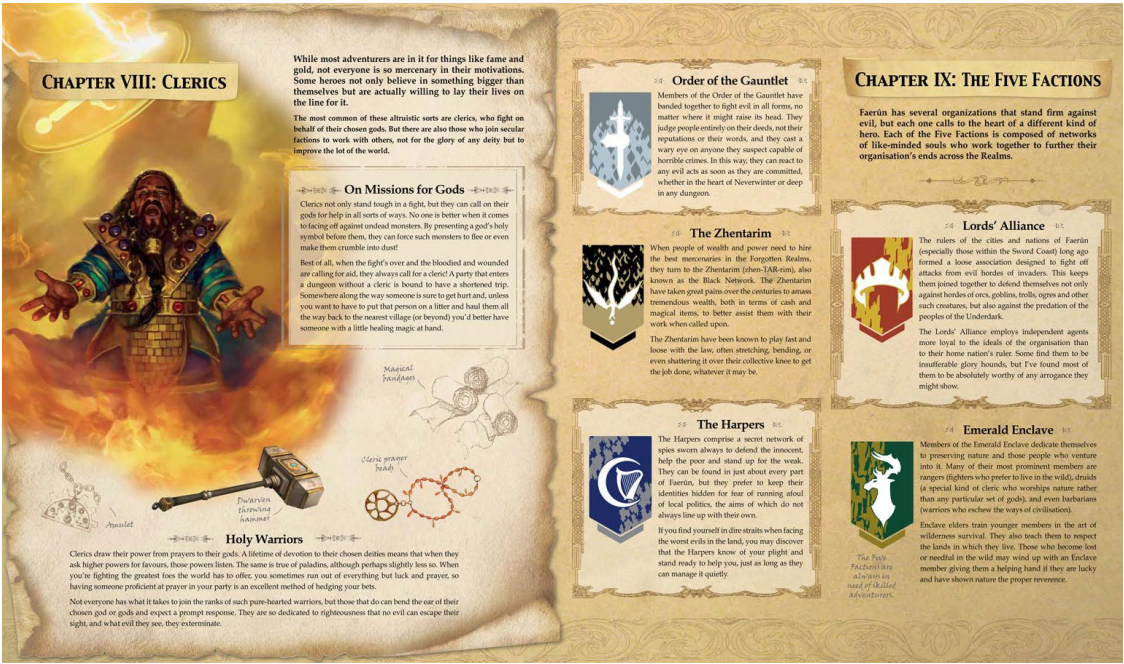 CHAPTER VIII: CLERICS
While most adventurers are in it for things like fame and
gold, not everyone is so mercenary in their motivations.
Some heroes not only believe in something bigger than
themselves but are actually willing to lay their lives on
the line for it.
The most common of these altruistic sorts are clerics, who fight on
behalf of their chosen gods. But there are also those who join secular
factions to work with others, not for the glory of any deity but to
improve the lot of the world.
On Missions for Gods
Clerics not only stand tough in a fight, but they can call on their
gods for help in all sorts of ways. No one is better when it comes
to facing off against undead monsters. By presenting a god's holy
symbol before them, they can force such monsters to flee or even
make them crumble into dust!
Best of all, when the fight's over and the bloodied and wounded
are calling for aid, they always call for a cleric! A party that enters
a dungeon without a cleric is bound to have a shortened trip.
Somewhere along the way someone is sure to get hurt and, unless
you want to have to put that person on a litter and haul them all
the way back to the nearest village (or beyond) you'd better have
someone with a little healing magic at hand.
Magical
bandages
Cleric prayer
beads
Dwarven
throwing
hammer
Amulet
Holy Warriors
Clerics draw their power from prayers to their gods. A lifetime of devotion to their chosen deities means that when they
ask higher powers for favours, those powers listen. The same is true of paladins, although perhaps slightly less so. When
you're fighting the greatest foes the world has to offer, you sometimes run out of everything but luck and prayer, so
having someone proficient at prayer in your party is an excellent method of hedging your bets.
Not everyone has what it takes to join the ranks of such pure-hearted warriors, but those that do can bend the ear of their
chosen god or gods and expect a prompt response. They are so dedicated to righteousness that no evil can escape their
sight, and what evil they see, they exterminate.
CHAPTER IX: THE FIVE FACTIONS
Faerûn has several organizations that stand firm against
evil, but each one calls to the heart of a different kind of
hero. Each of the Five Factions is composed of networks
of like-minded souls who work together to further their
organisation's ends across the Realms.
Order of the Gauntlet
Members of the Order of the Gauntlet have
banded together to fight evil in all forms, no
matter where it might raise its head. They
judge people entirely on their deeds, not their
reputations or their words, and they cast a
wary eye on anyone they suspect capable of
horrible crimes. In this way, they can react to
any evil acts as soon as they are committed,
whether in the heart of Neverwinter or deep
in any dungeon.
The Zhentarim
When people of wealth and power need to hire
the best mercenaries in the Forgotten Realms,
they turn to the Zhentarim (zhen-TAR-rim), also
known as the Black Network. The Zhentarim
have taken great pains over the centuries to amass
tremendous wealth, both in terms of cash and
magical items, to better assist them with their
work when called upon.
The Zhentarim have been known to play fast and
loose with the law, often stretching, bending, or
even shattering it over their collective knee to get
the job done, whatever it may be.
The Harpers
The Harpers comprise a secret network of
spies sworn always to defend the innocent,
help the poor and stand up for the weak.
They can be found in just about every part
of Faerûn, but they prefer to keep their
identities hidden for fear of running afoul
of local politics, the aims of which do not
always line up with their own.
If you find yourself in dire straits when facing
the worst evils in the land, you may discover
that the Harpers know of your plight and
stand ready to help you, just as long as they
can manage it quietly.
Lords' Alliance
The rulers of the cities and nations of Faerûn
(especially those within the Sword Coast) long ago
formed a loose association designed to fight off
attacks from evil hordes of invaders. This keeps
them joined together to defend themselves not only
against hordes of orcs, goblins, trolls, ogres and other
such creatures, but also against the predation of the
peoples of the Underdark.
The Lords' Alliance employs independent agents
more loyal to the ideals of the organisation than
to their home nation's ruler. Some find them to be
insufferable glory hounds, but I've found most of
them to be absolutely worthy of any arrogance they
might show.
Emerald Enclave
Members of the Emerald Enclave dedicate themselves
to preserving nature and those people who venture
into it. Many of their most prominent members are
rangers (fighters who prefer to live in the wild), druids
(a special kind of cleric who worships nature rather
than any particular set of gods), and even barbarians
(warriors who eschew the ways of civilisation).
Enclave elders train younger members in the art of
wilderness survival. They also teach them to respect
the lands in which they live. Those who become lost
or needful in the wild may wind up with an Enclave
member giving them a helping hand if they are lucky
and have shown nature the proper reverence.
The Five
Factions are
always in
need of skilled
adventurers.